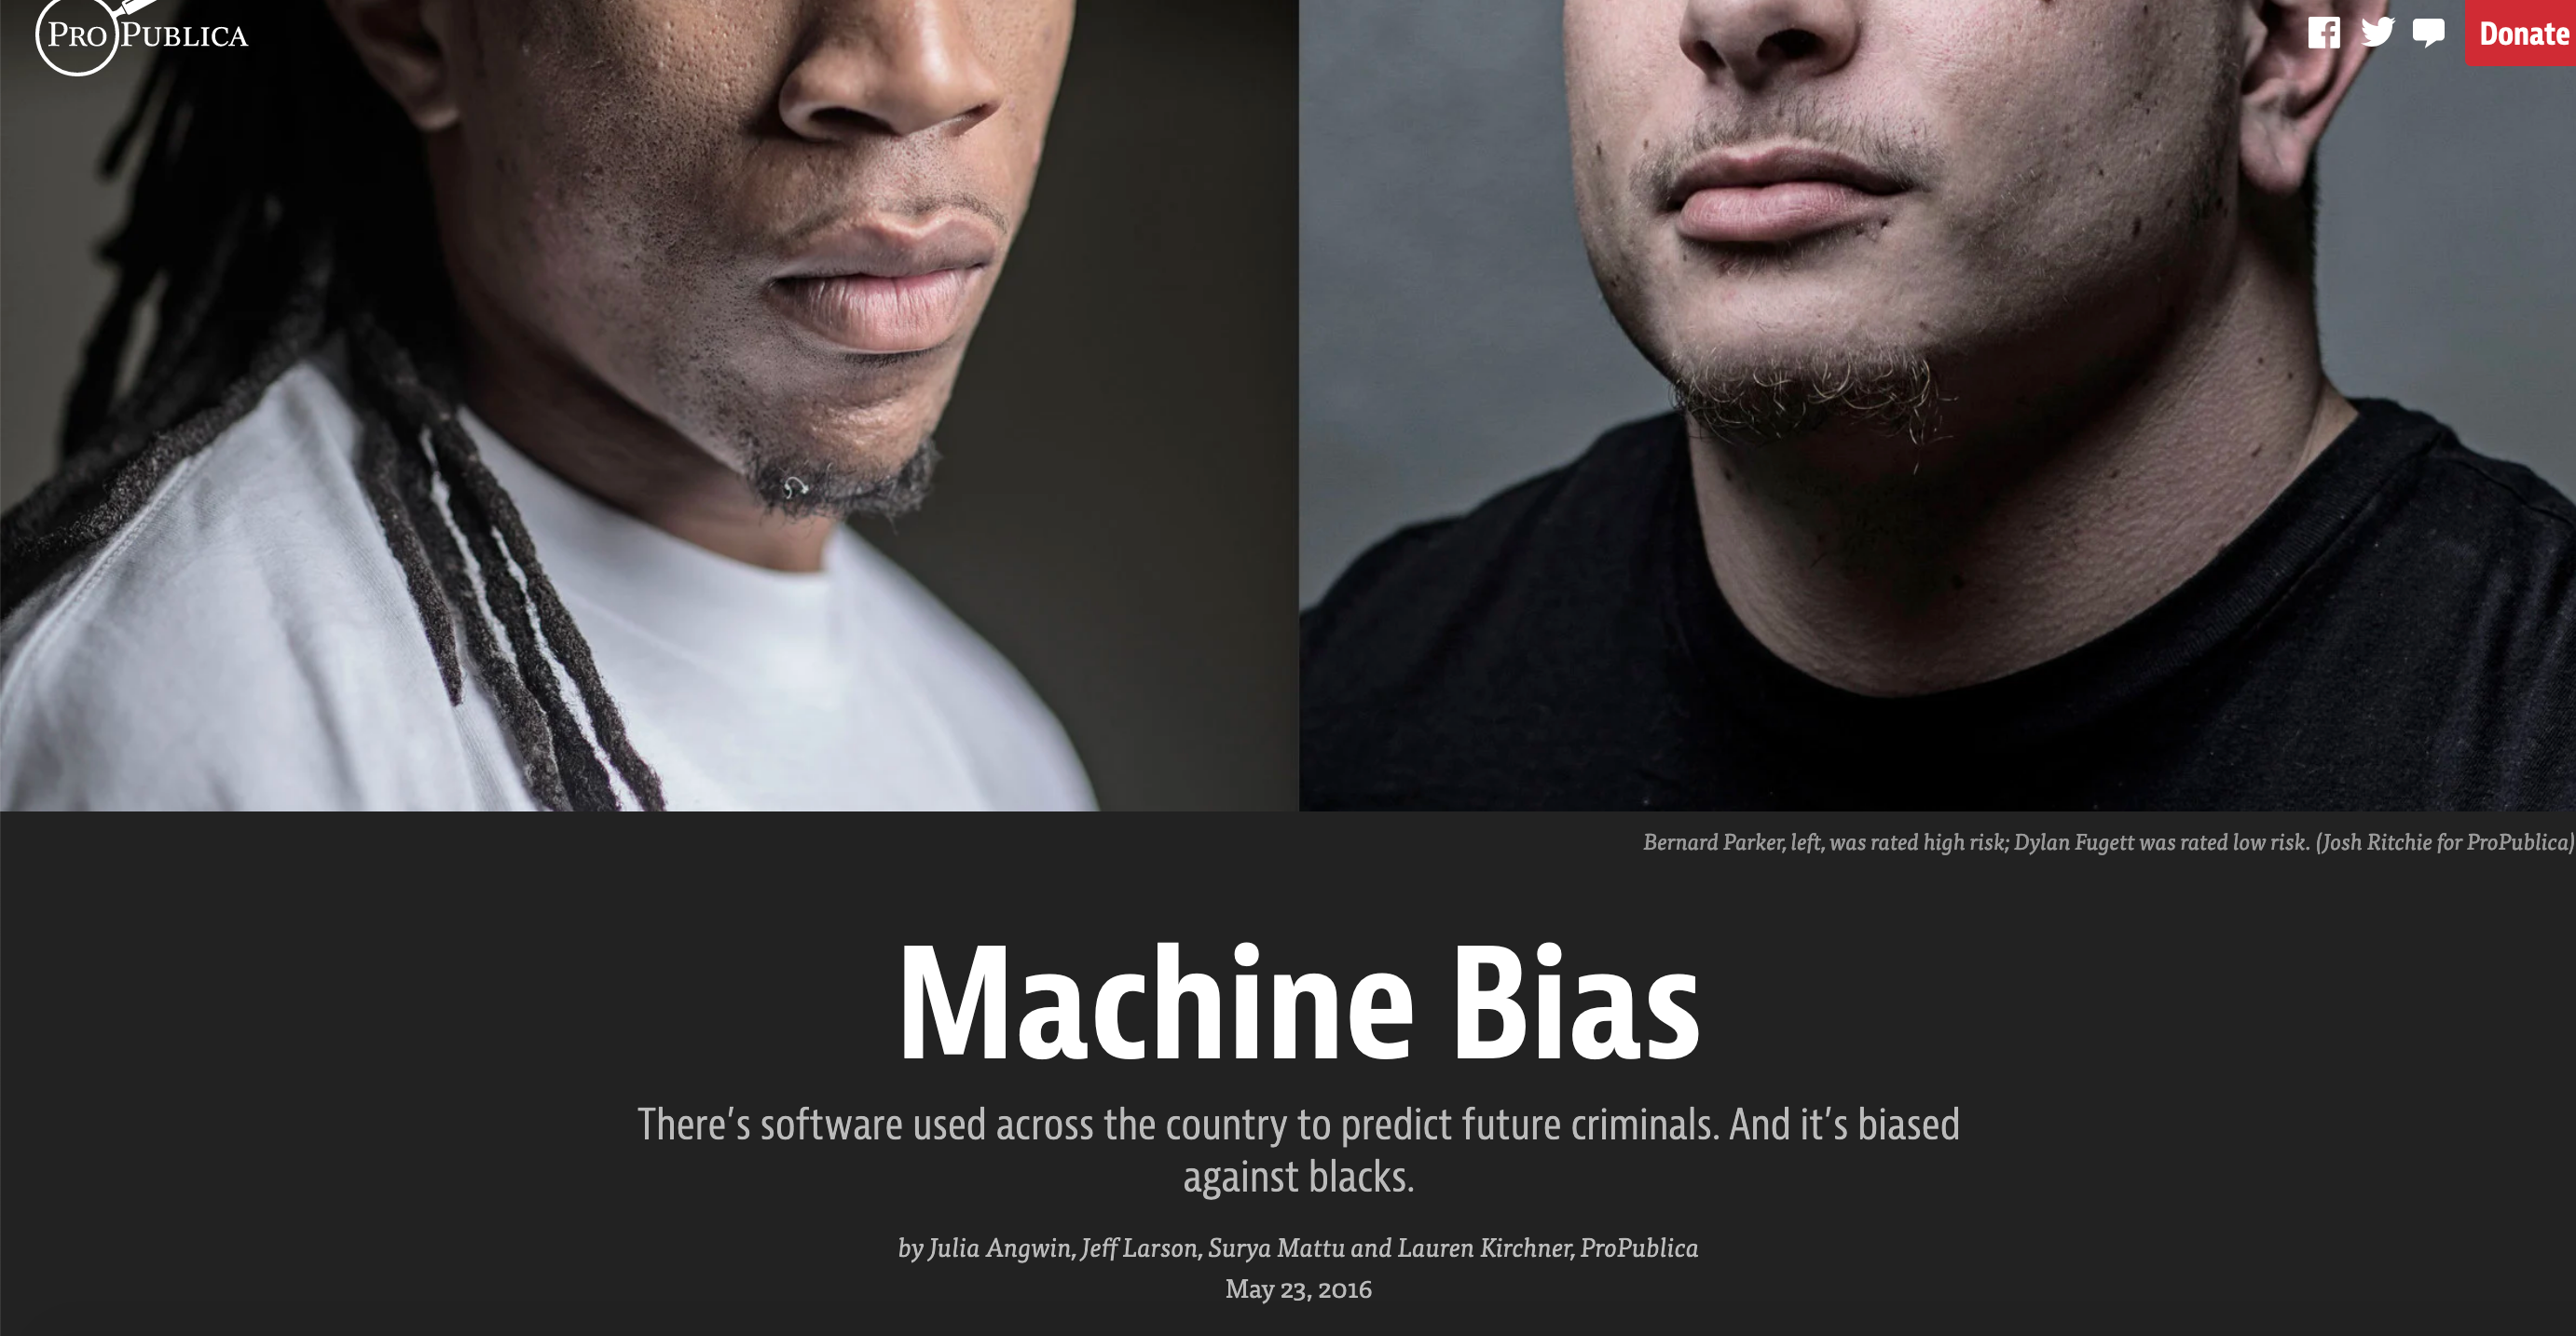 PROPUBLICA
Donate
Bernard Parker, left, was rated high risk; Dylan Fugett was rated low risk. (Josh Ritchie for ProPublica)
Machine Bias
There’s software used across the country to predict future criminals. And it’s biased
against blacks.
by Julia Angwin, Jeff Larson, Surya Mattu and Lauren Kirchner, ProPublica
May 23, 2016